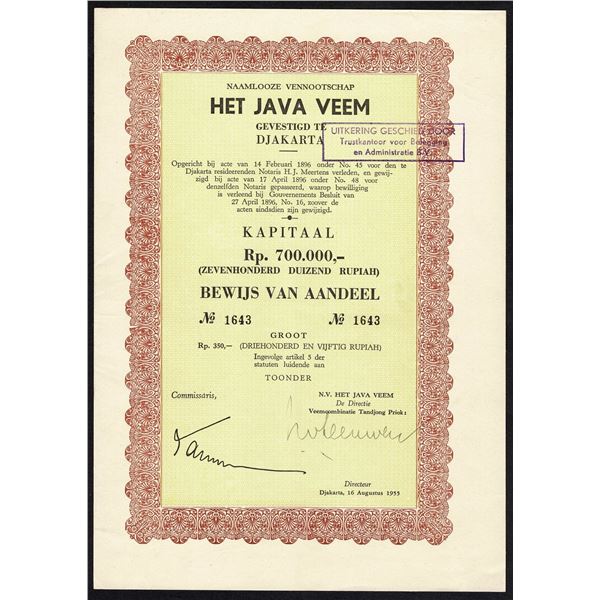 NAAMLOOZE VENNOOTSCHAP
HET JAVA VEEM
GEVESTIGD TE
DJAKARTA
UITKERING GESCHIED DOOR
Trustkantoor voor Belegging
en Administratie B.V.
Opgericht bij acte van 14 Februari 1896 onder No. 45 voor den te
Djakarta resideerenden Notaris H. J. Meertens verleden, en gewij-
zigd bij acte van 17 April 1896 onder No. 48 voor
denzelfden Notaris gepasseerd, waarop bewilliging
is verleend bij Gouvernements Besluit van
27 April 1896, No. 16, zoover de
acten sindsdien zijn gewijzigd.
KAPITAAL
Rp. 700.000,-
(ZEVENHONDERD DUIZEND RUPIAH)
BEWIJS VAN AANDEEL
No 1643 No 1643
GROOT
Rp. 350,— (DRIEHONDERD EN VIJFTIG RUPIAH)
Ingevolge artikel 5 der
statuten luidende aan
TOONDER
Commissaris,
N.V. HET JAVA VEEM
De Directie
Veemcombinatie Tandjong Priok:
Directeur
Djakarta, 16 Augustus 1955